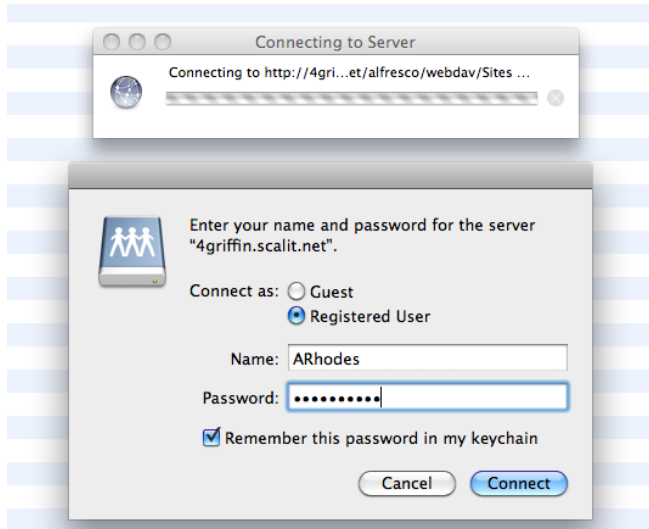 Connecting to Server
Connecting to http://4gri...et/alfresco/webdav/Sites ...
Enter your name and password for the server
“4griffin.scalit.net”.
Connect as: Guest
Registered User
Name: ARhodes
Password: ••••••••••
Remember this password in my keychain
Cancel Connect